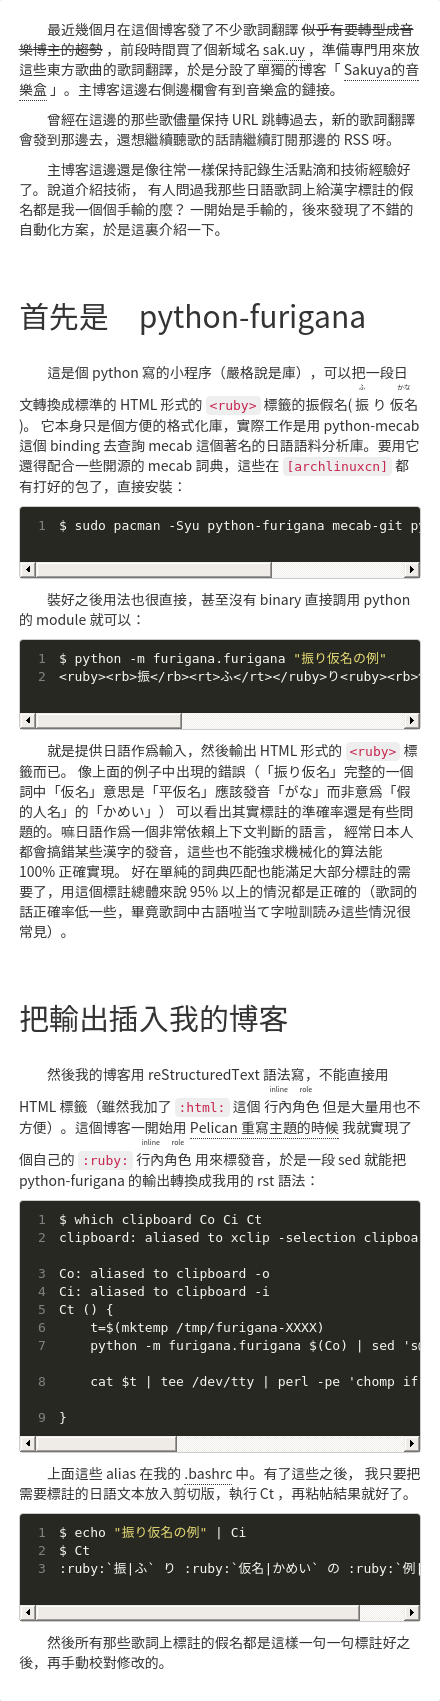 最近幾個月在這個博客發了不少歌詞翻譯 似乎有要轉型成音
樂博主的趨勢 ，前段時間買了個新域名 sak.uy ，準備專門用來放
這些東方歌曲的歌詞翻譯，於是分設了單獨的博客「 Sakuya的音
樂盒 」。主博客這邊右側邊欄會有到音樂盒的鏈接。
曾經在這邊的那些歌儘量保持 URL 跳轉過去，新的歌詞翻譯
會發到那邊去，還想繼續聽歌的話請繼續訂閱那邊的 RSS 呀。
主博客這邊還是像往常一樣保持記錄生活點滴和技術經驗好
了。說道介紹技術， 有人問過我那些日語歌詞上給漢字標註的假
名都是我一個個手輸的麼？ 一開始是手輸的，後來發現了不錯的
自動化方案，於是這裏介紹一下。
首先是　python-furigana
這是個 python 寫的小程序（嚴格說是庫），可以把一段日
ふ かな
文轉換成標準的 HTML 形式的 <ruby> 標籤的振假名( 振 り 仮名
)。 它本身只是個方便的格式化庫，實際工作是用 python-mecab
這個 binding 去查詢 mecab 這個著名的日語語料分析庫。要用它
還得配合一些開源的 mecab 詞典，這些在 [archlinuxcn] 都
有打好的包了，直接安裝：
1 $ sudo pacman -Syu python-furigana mecab-git py
裝好之後用法也很直接，甚至沒有 binary 直接調用 python
的 module 就可以：
1 $ python -m furigana.furigana "振り仮名の例"
2 <ruby><rb>振</rb><rt>ふ</rt></ruby>り<ruby><rb>
就是提供日語作爲輸入，然後輸出 HTML 形式的 <ruby> 標
籤而已。 像上面的例子中出現的錯誤（「振り仮名」完整的一個
詞中「仮名」意思是「平仮名」應該發音「がな」而非意爲「假
的人名」的「かめい」） 可以看出其實標註的準確率還是有些問
題的。嘛日語作爲一個非常依賴上下文判斷的語言， 經常日本人
都會搞錯某些漢字的發音，這些也不能強求機械化的算法能
100% 正確實現。 好在單純的詞典匹配也能滿足大部分標註的需
要了，用這個標註總體來說 95% 以上的情況都是正確的（歌詞的
話正確率低一些，畢竟歌詞中古語啦当て字啦訓読み這些情況很
常見）。
把輸出插入我的博客
然後我的博客用 reStructuredText 語法寫，不能直接用
inline role
HTML 標籤（雖然我加了 :html: 這個 行內角色 但是大量用也不
方便）。這個博客一開始用 Pelican 重寫主題的時候 我就實現了
inline role
個自己的 :ruby: 行內角色 用來標發音，於是一段 sed 就能把
python-furigana 的輸出轉換成我用的 rst 語法：
1 $ which clipboard Co Ci Ct
2 clipboard: aliased to xclip -selection clipboa
3 Co: aliased to clipboard -o
4 Ci: aliased to clipboard -i
5 Ct () {
6 t=$(mktemp /tmp/furigana-XXXX)
7 python -m furigana.furigana $(Co) | sed 's@
8 cat $t | tee /dev/tty | perl -pe 'chomp if
9 }
上面這些 alias 在我的 .bashrc 中。有了這些之後， 我只要把
需要標註的日語文本放入剪切版，執行 Ct ，再粘帖結果就好了。
1 $ echo "振り仮名の例" | Ci
2 $ Ct
3 :ruby:`振|ふ` り :ruby:`仮名|かめい` の :ruby:`例|
然後所有那些歌詞上標註的假名都是這樣一句一句標註好之
後，再手動校對修改的。